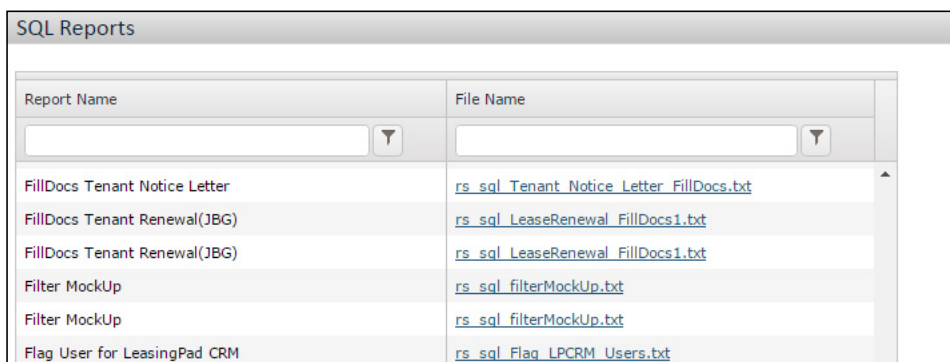 SQL Reports
Report Name File Name
FillDocs Tenant Notice Letter rs_sql_Tenant_Notice_Letter_FillDocs.txt
FillDocs Tenant Renewal(JBG) rs_sql_LeaseRenewal_FillDocs1.txt
FillDocs Tenant Renewal(JBG) rs_sql_LeaseRenewal_FillDocs1.txt
Filter MockUp rs_sql_filterMockUp.txt
Filter MockUp rs_sql_filterMockUp.txt
Flag User for LeasingPad CRM rs_sql_Flag_LPCRM_Users.txt